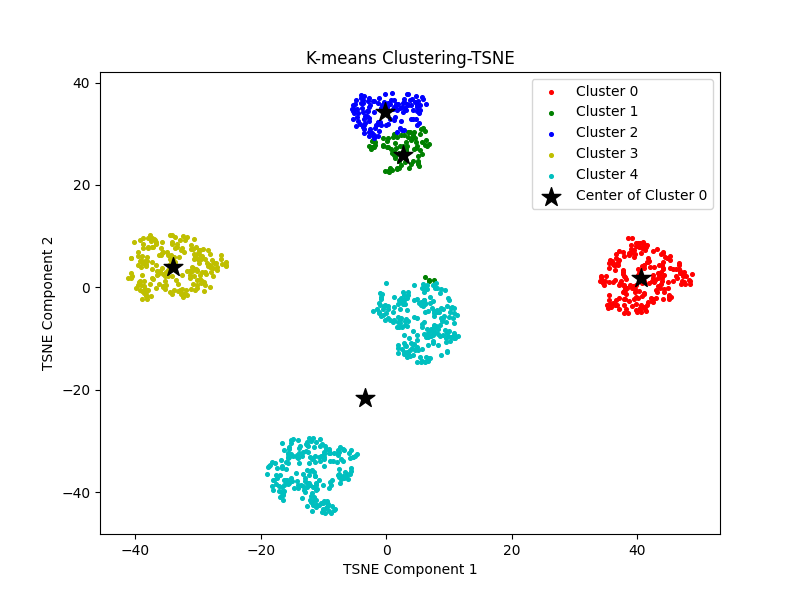 K-means Clustering-TSNE
40
20
0
−20
−40
TSNE Component 2
Cluster 0
Cluster 1
Cluster 2
Cluster 3
Cluster 4
Center of Cluster 0
−40 −20 0 20 40
TSNE Component 1